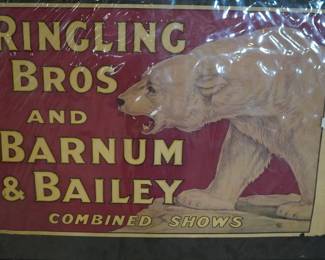 RINGLING
BROS
AND
BARNUM
& BAILEY
COMBINED SHOWS